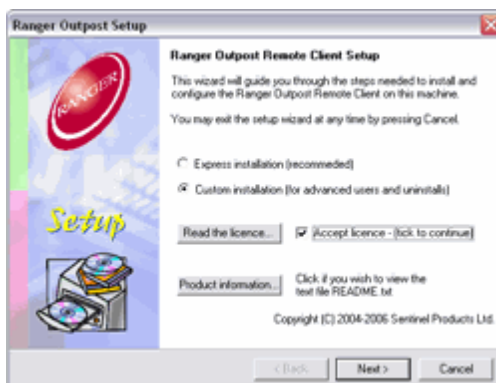 Ranger Outpost Setup
RANGER
Setup
Ranger Outpost Remote Client Setup
This wizard will guide you through the steps needed to install and
configure the Ranger Outpost Remote Client on this machine.
You may exit the setup wizard at any time by pressing Cancel.
Express installation (recommeded)
Custom installation (for advanced users and uninstalls)
Read the licence...
Accept licence - (tick to continue)
Product information...
Click if you wish to view the
text file README.txt
Copyright (C) 2004-2006 Sentinel Products Ltd.
< Back
Next >
Cancel